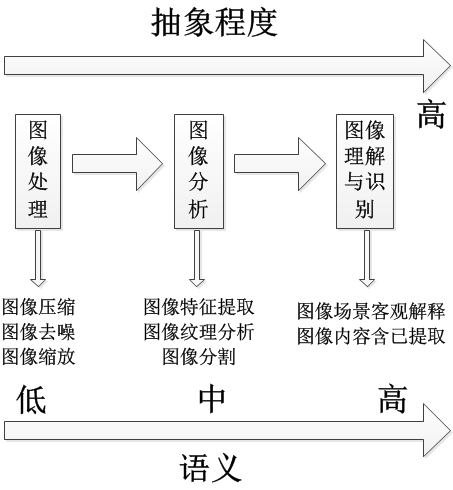 抽象程度
高
图
像
处
理
图
像
分
析
图像
理解
与识
别
图像压缩
图像去噪
图像缩放
图像特征提取
图像纹理分析
图像分割
图像场景客观解释
图像内容含已提取
低
中
高
语义